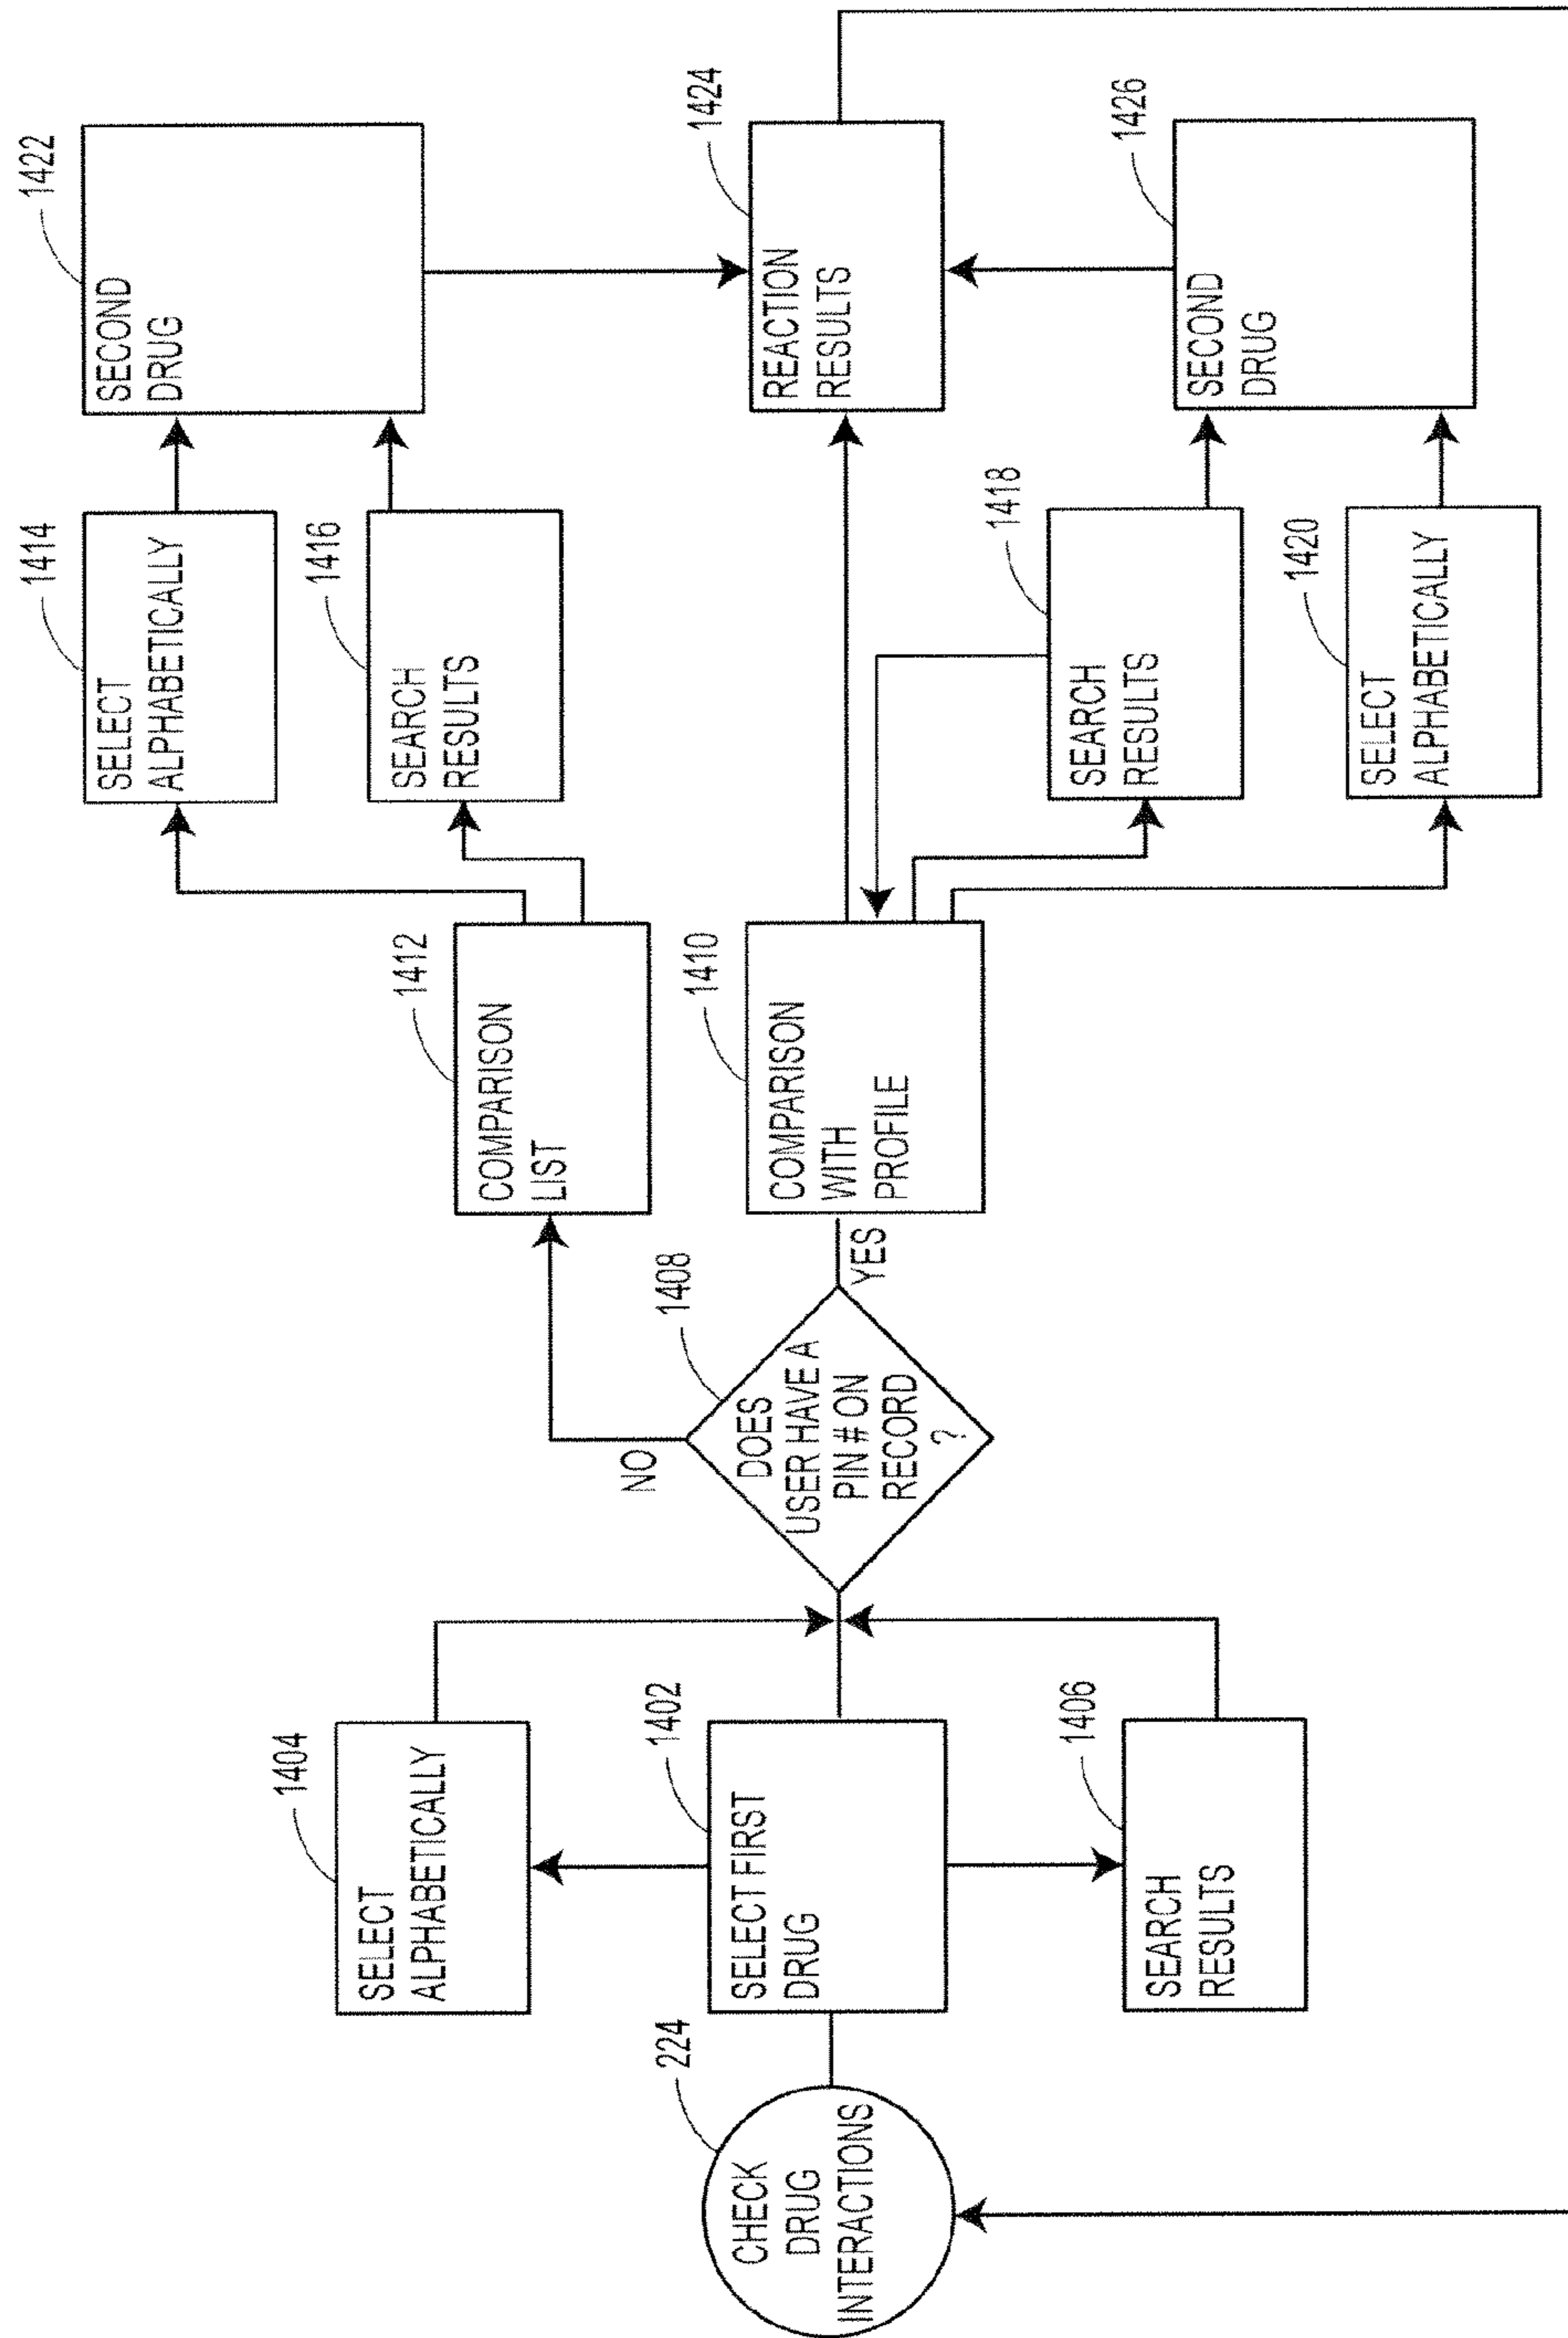 224
CHECK
DRUG
INTERACTIONS
1404
SELECT
ALPHABETICALLY
1402
SELECT FIRST
DRUG
1406
SEARCH
RESULTS
1408
DOES
USER HAVE A
PIN # ON
RECORD
?
NO
YES
1412
COMPARISON
LIST
1410
COMPARISON
WITH
PROFILE
1414
SELECT
ALPHABETICALLY
1416
SEARCH
RESULTS
1418
SEARCH
RESULTS
1420
SELECT
ALPHABETICALLY
1422
SECOND
DRUG
1424
REACTION
RESULTS
1426
SECOND
DRUG